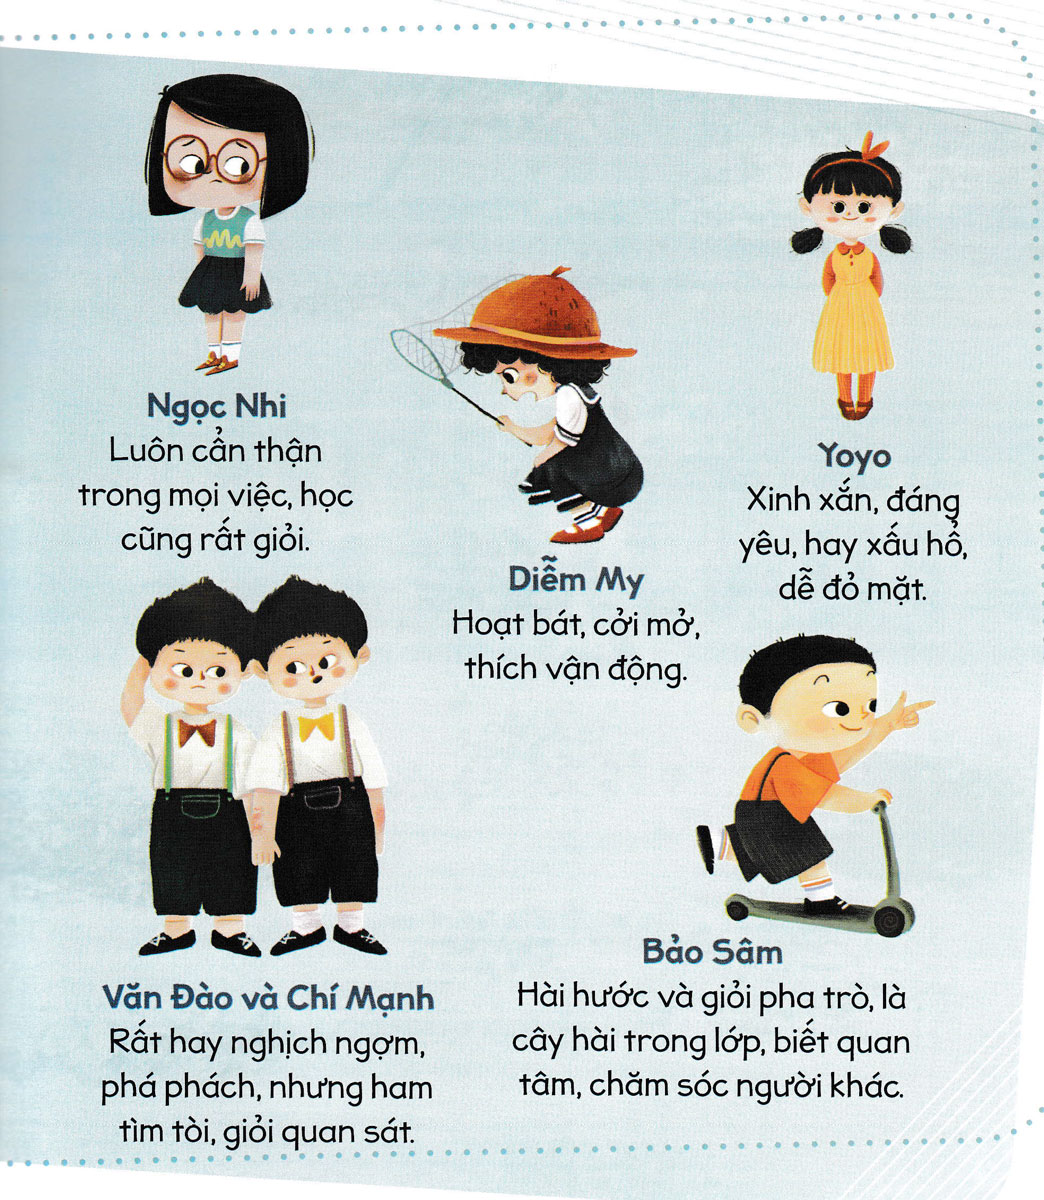 Ngọc Nhi
Luôn cẩn thận
trong mọi việc, học
cũng rất giỏi.
Yoyo
Xinh xắn, đáng
yêu, hay xấu hổ,
dễ đỏ mặt.
Diễm My
Hoạt bát, cởi mở,
thích vận động.
Văn Đào và Chí Mạnh
Rất hay nghịch ngợm,
phá phách, nhưng ham
tìm tòi, giỏi quan sát.
Bảo Sâm
Hài hước và giỏi pha trò, là
cây hài trong lớp, biết quan
tâm, chăm sóc người khác.